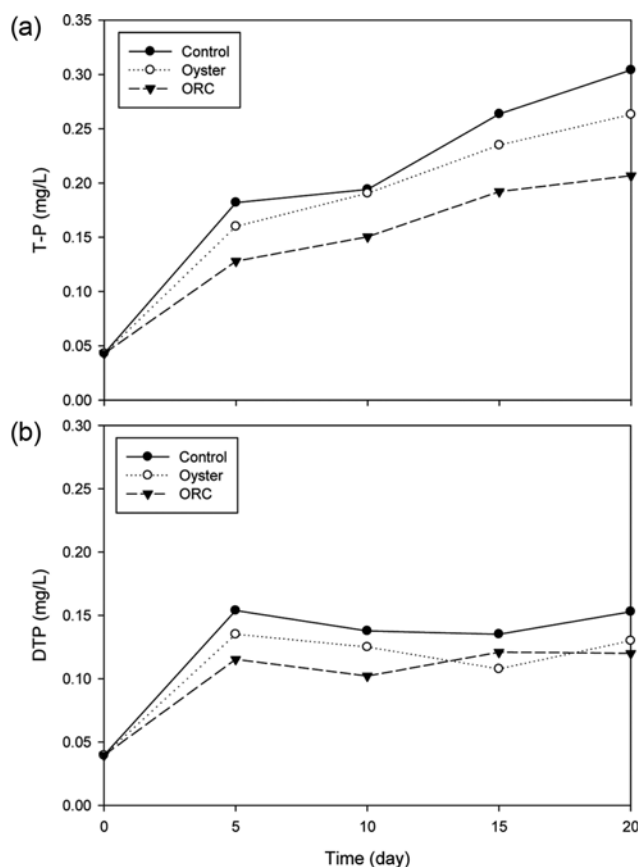 (a)
Control
Oyster
ORC
T-P (mg/L)
0.35
0.30
0.25
0.20
0.15
0.10
0.05
0.00
(b)
Control
Oyster
ORC
DTP (mg/L)
0.30
0.25
0.20
0.15
0.10
0.05
0.00
0 5 10 15 20
Time (day)